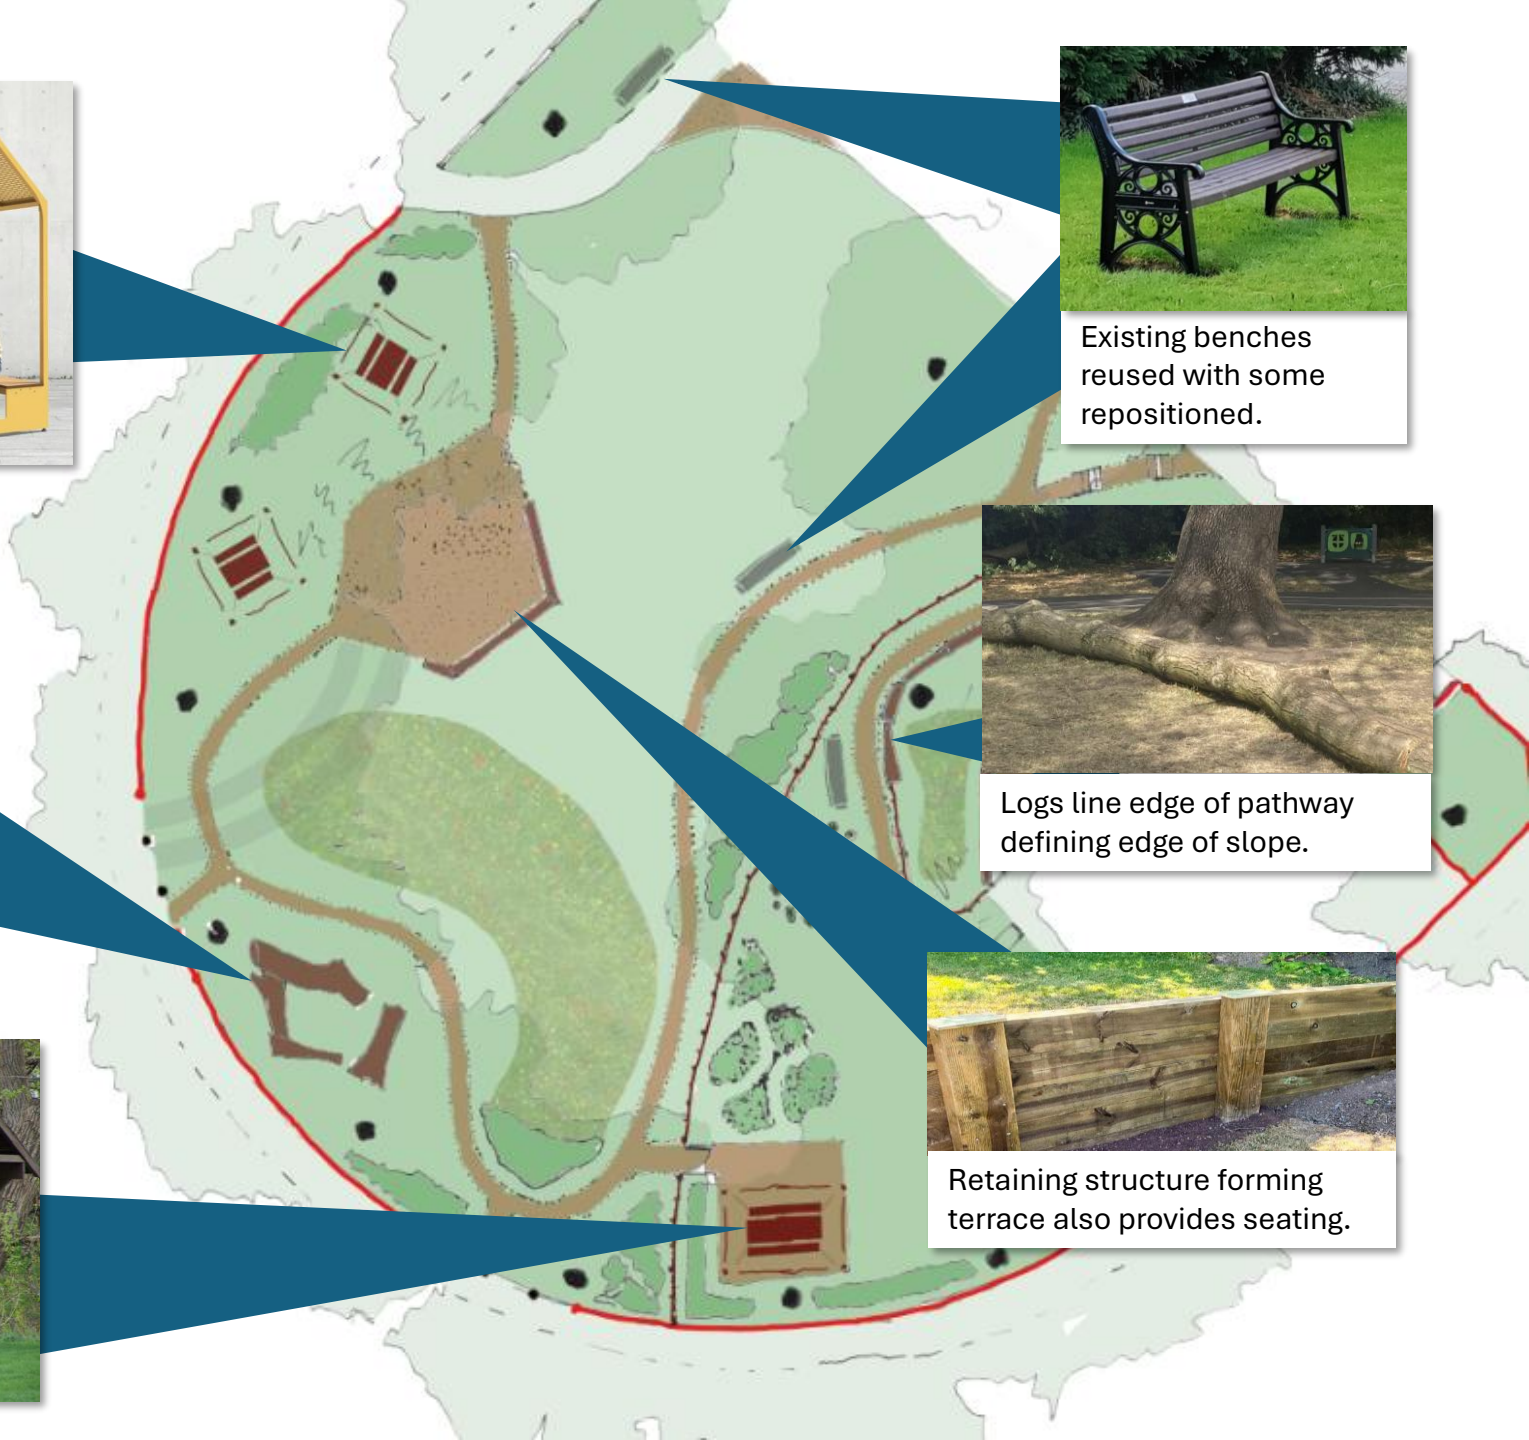 Existing benches
reused with some
repositioned.
Logs line edge of pathway
defining edge of slope.
Retaining structure forming
terrace also provides seating.